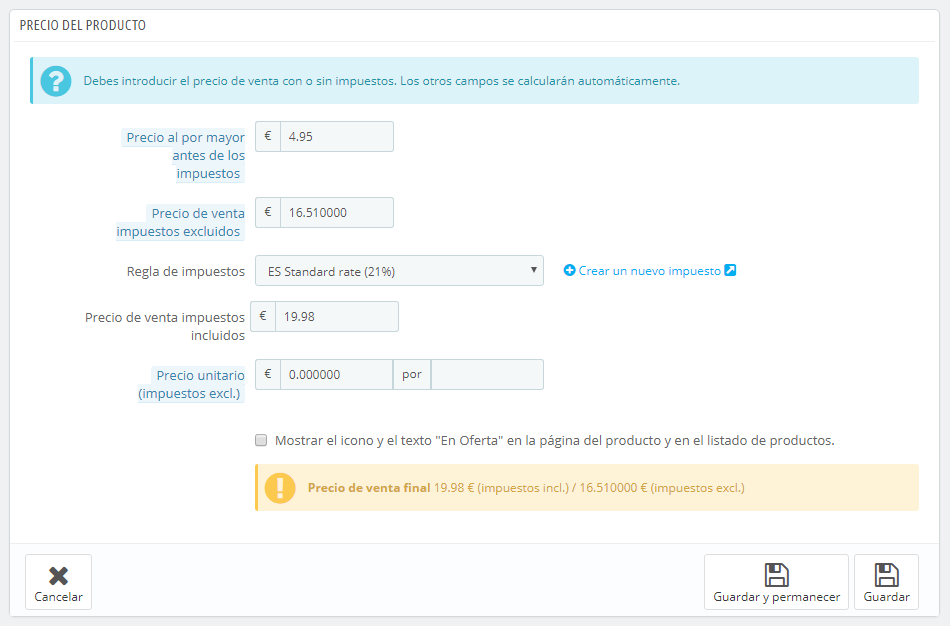 PRECIO DEL PRODUCTO
Debes introducir el precio de venta con o sin impuestos. Los otros campos se calcularán automáticamente.
Precio al por mayor
antes de los
impuestos
€ 4.95
Precio de venta
impuestos excluidos
€ 16.510000
Regla de impuestos
ES Standard rate (21%)
Crear un nuevo impuesto
Precio de venta impuestos
incluidos
€ 19.98
Precio unitario
(impuestos excl.)
€ 0.000000 por
Mostrar el icono y el texto "En Oferta" en la página del producto y en el listado de productos.
Precio de venta final 19.98 € (impuestos incl.) / 16.510000 € (impuestos excl.)
Cancelar
Guardar y permanecer
Guardar